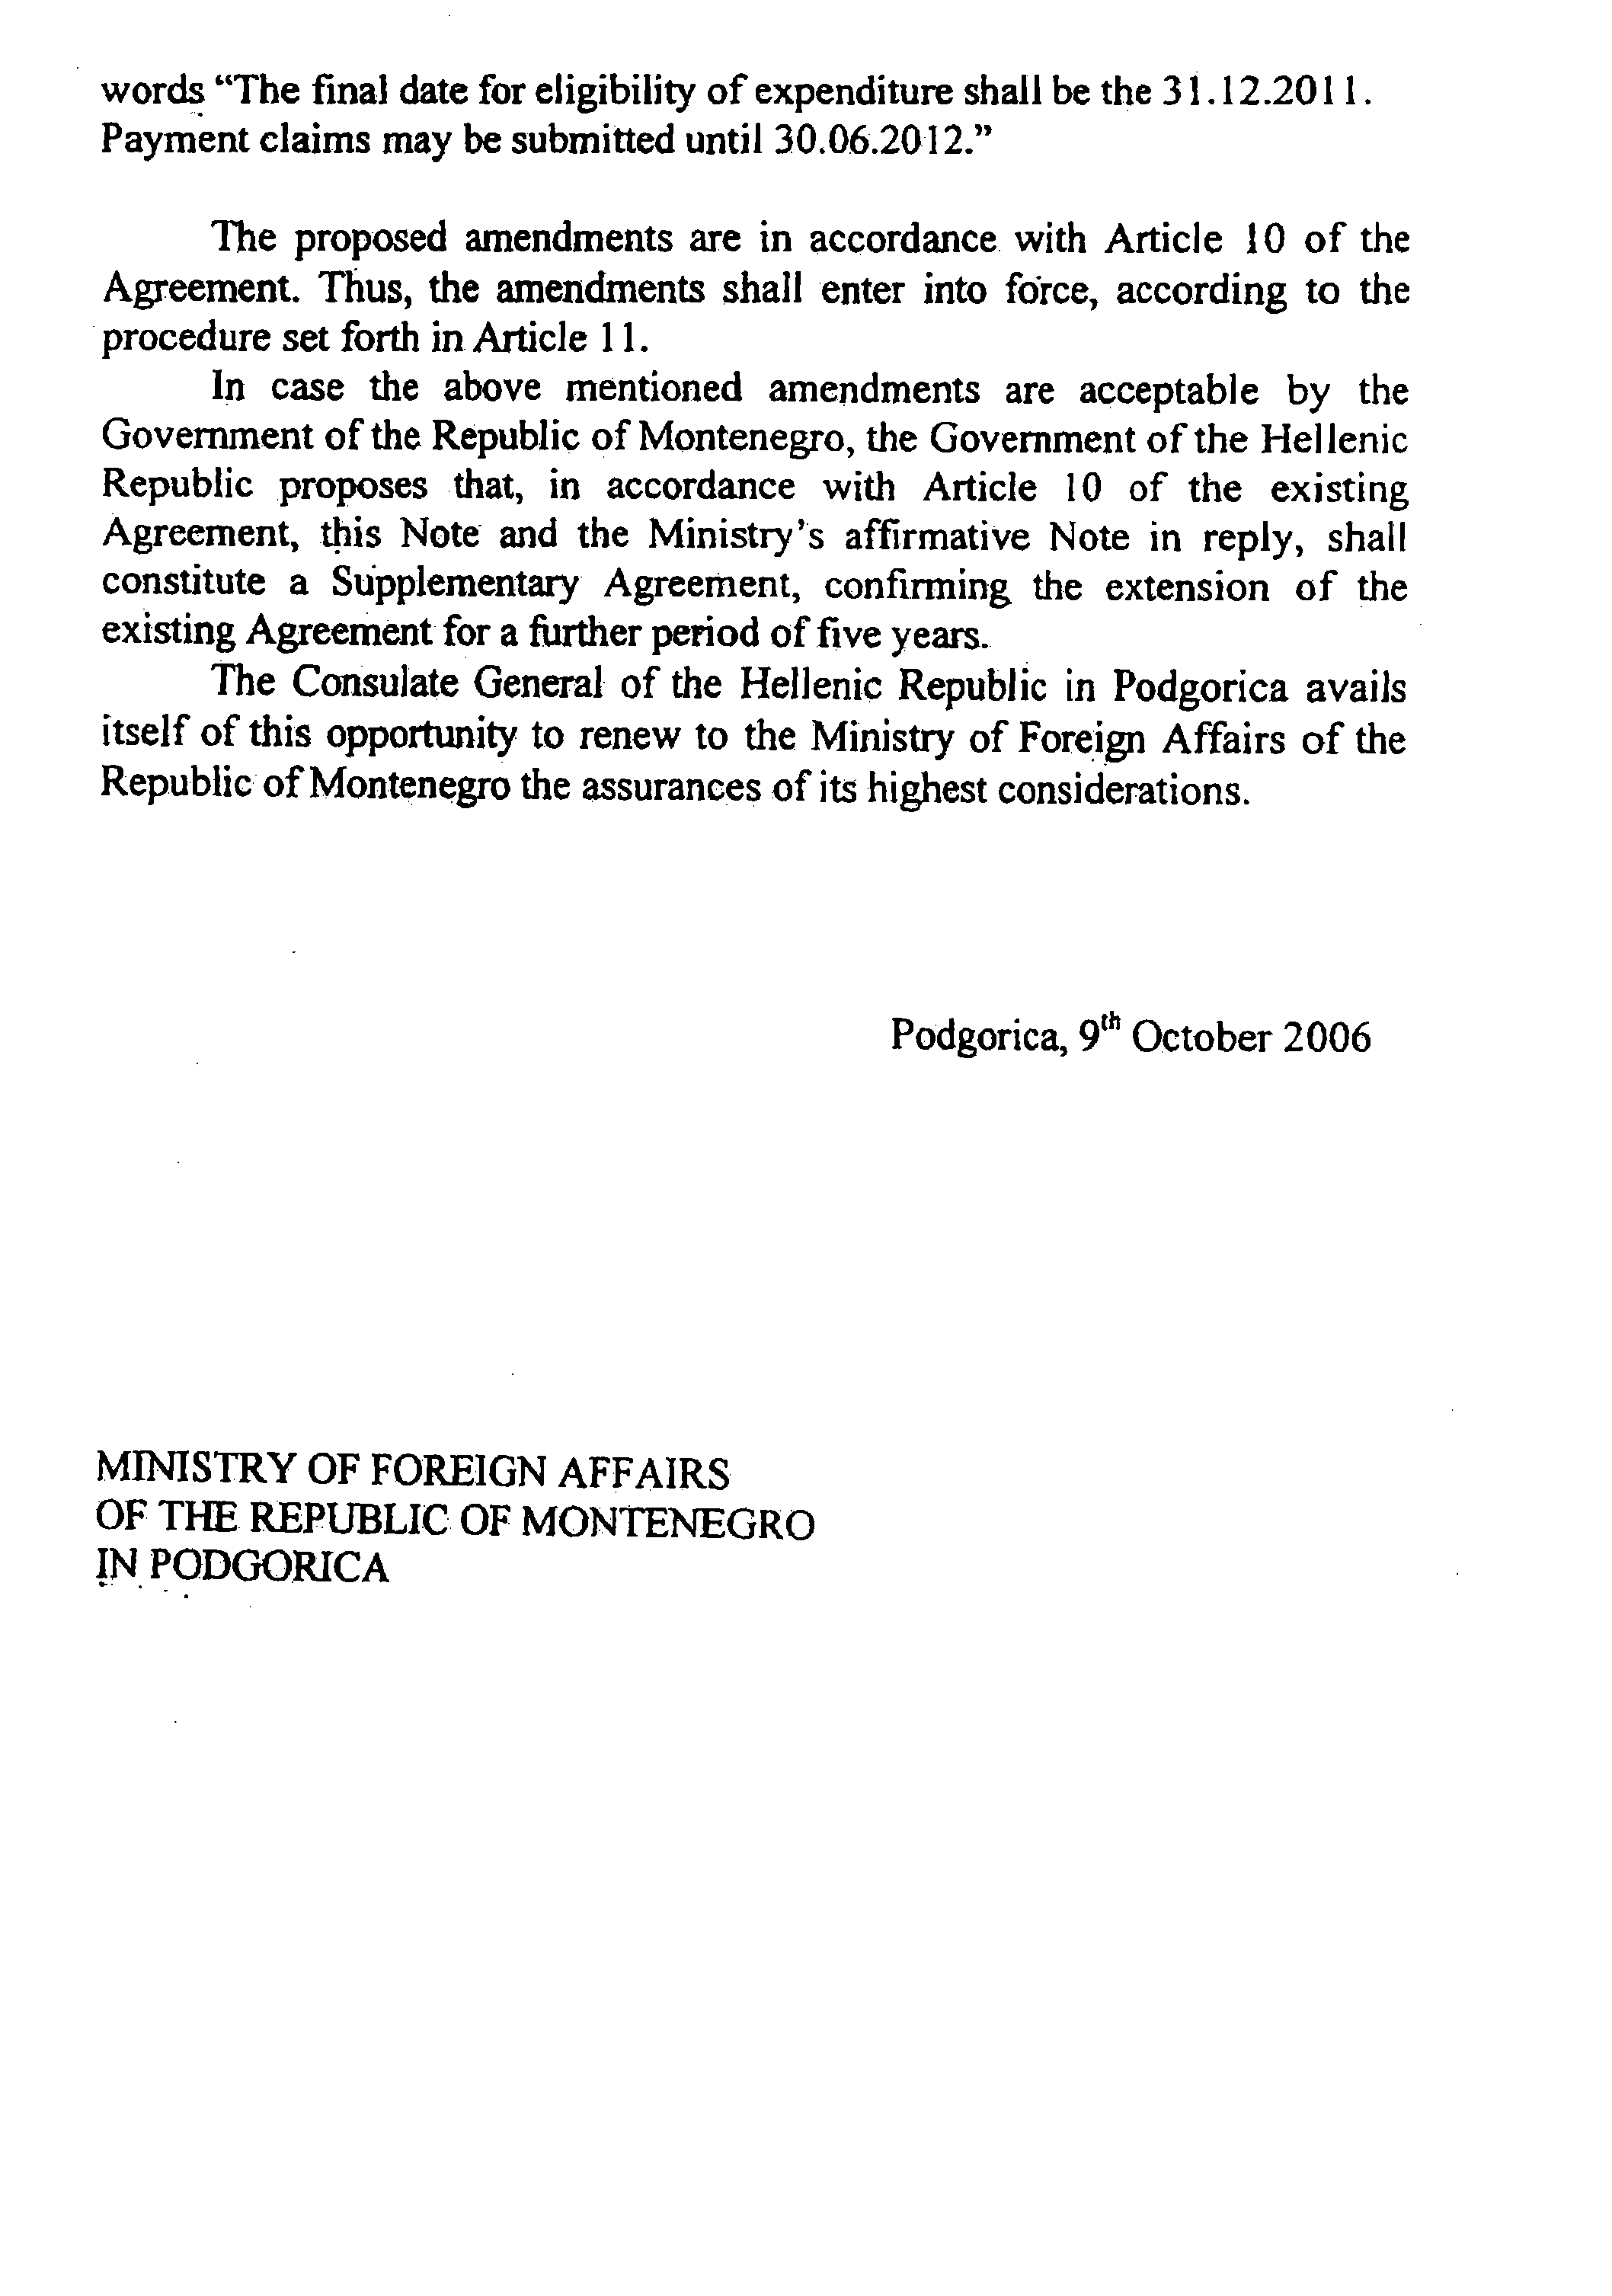 words “The final date for eligibility of expenditure shall be the 31.12.2011.
Payment claims may be submitted until 30.06.2012.”
The proposed amendments are in accordance with Article 10 of the
Agreement. Thus, the amendments shall enter into force, according to the
procedure set forth in Article 11.
In case the above mentioned amendments are acceptable by the
Government of the Republic of Montenegro, the Government of the Hellenic
Republic proposes that, in accordance with Article 10 of the existing
Agreement, this Note and the Ministry’s affirmative Note in reply, shall
constitute a Supplementary Agreement, confirming the extension of the
existing Agreement for a further period of five years.
The Consulate General of the Hellenic Republic in Podgorica avails
itself of this opportunity to renew to the Ministry of Foreign Affairs of the
Republic of Montenegro the assurances of its highest considerations.
Podgorica, 9th October 2006
MINISTRY OF FOREIGN AFFAIRS
OF THE REPUBLIC OF MONTENEGRO
IN PODGORICA